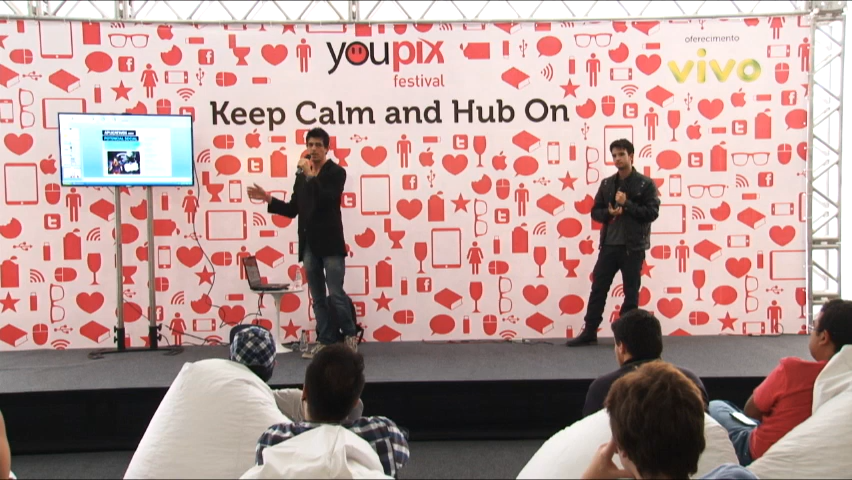 youpix
festival
oferecimento
vivo
Keep Calm and Hub On